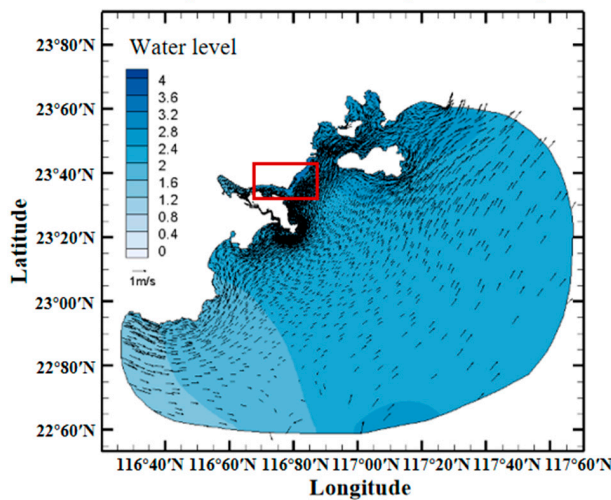 23°80′N
Water level
4
3.6
3.2
2.8
2.4
2
1.6
1.2
0.8
0.4
0
1m/s
23°60′N
23°40′N
23°20′N
23°00′N
22°80′N
22°60′N
Latitude
116°40′N 116°60′N 116°80′N 117°00′N 117°20′N 117°40′N 117°60′N
Longitude